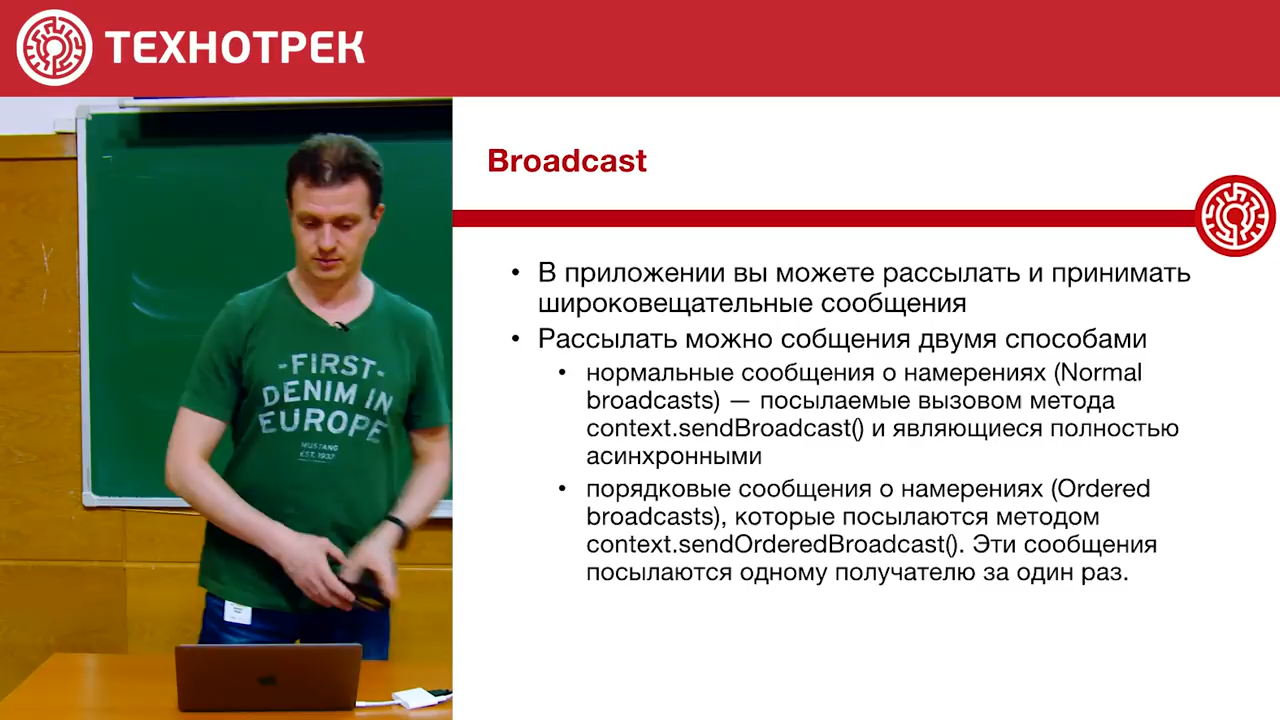 ТЕХНОТРЕК
Broadcast
• В приложении вы можете рассылать и принимать
широковещательные сообщения
• Рассылать можно собщения двумя способами
• нормальные сообщения о намерениях (Normal
broadcasts) — посылаемые вызовом метода
context.sendBroadcast() и являющиеся полностью
асинхронными
• порядковые сообщения о намерениях (Ordered
broadcasts), которые посылаются методом
context.sendOrderedBroadcast(). Эти сообщения
посылаются одному получателю за один раз.
FIRST
DENIM IN
EUROPE
MUSTANG
EST. 1932